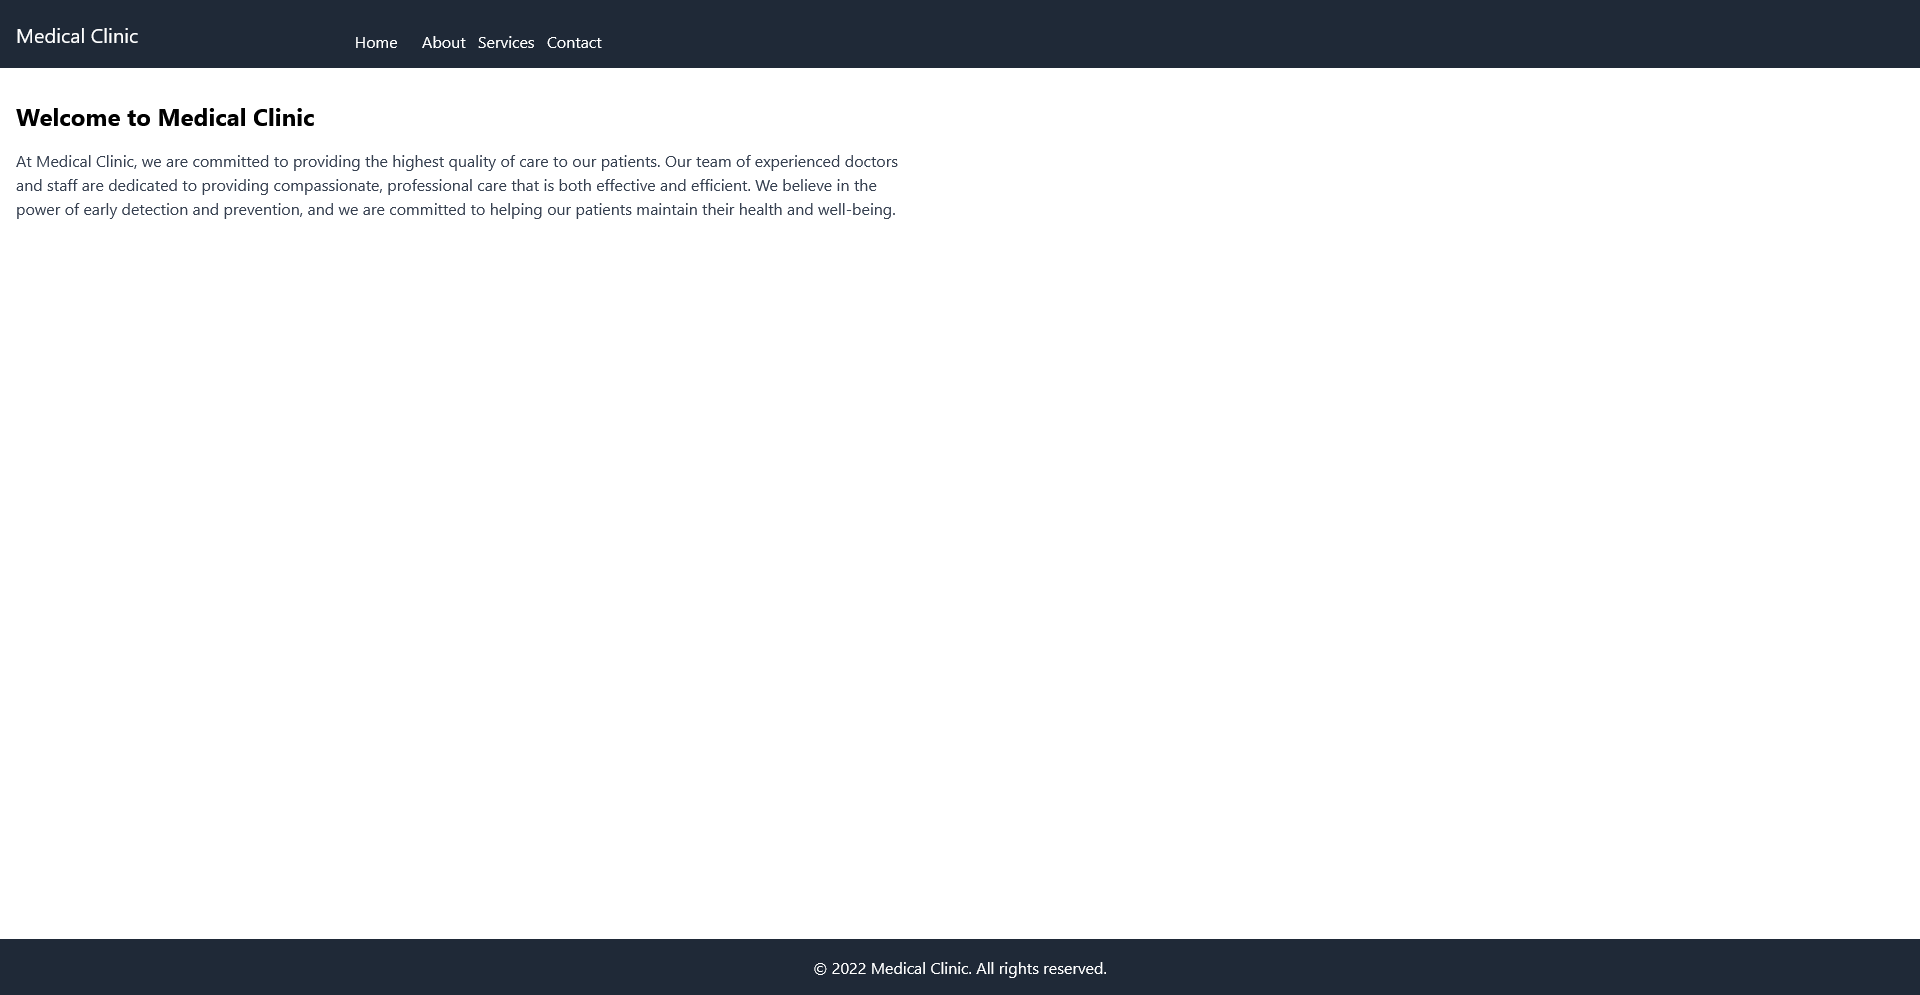 Medical Clinic
Home About Services Contact
Welcome to Medical Clinic
At Medical Clinic, we are committed to providing the highest quality of care to our patients. Our team of experienced doctors
and staff are dedicated to providing compassionate, professional care that is both effective and efficient. We believe in the
power of early detection and prevention, and we are committed to helping our patients maintain their health and well-being.
© 2022 Medical Clinic. All rights reserved.